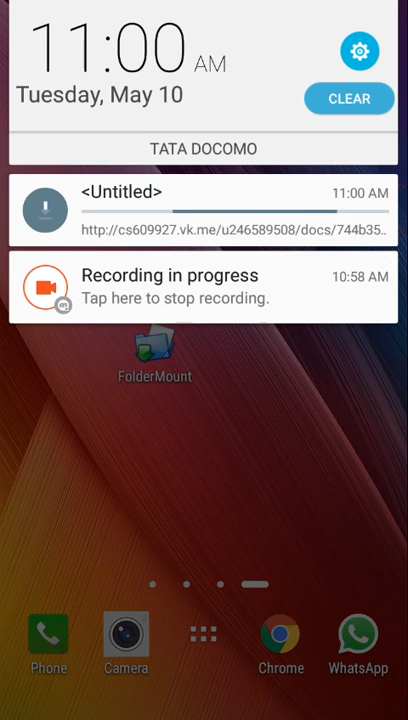 11:00 AM
Tuesday, May 10
CLEAR
TATA DOCOMO
<Untitled>
11:00 AM
http://cs609927.vk.me/u246589508/docs/744b35..
Recording in progress
10:58 AM
Tap here to stop recording.
FolderMount
Phone
Camera
Chrome
WhatsApp